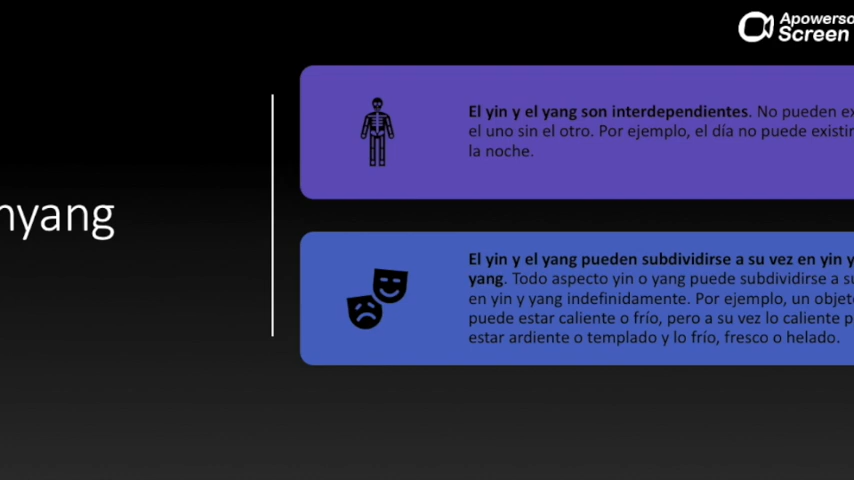 Apowerso
Screen
nyang
El yin y el yang son interdependientes. No pueden ex
el uno sin el otro. Por ejemplo, el día no puede existir
la noche.
El yin y el yang pueden subdividirse a su vez en yin y
yang. Todo aspecto yin o yang puede subdividirse a su
en yin y yang indefinidamente. Por ejemplo, un objeto
puede estar caliente o frío, pero a su vez lo caliente p
estar ardiente o templado y lo frío, fresco o helado.